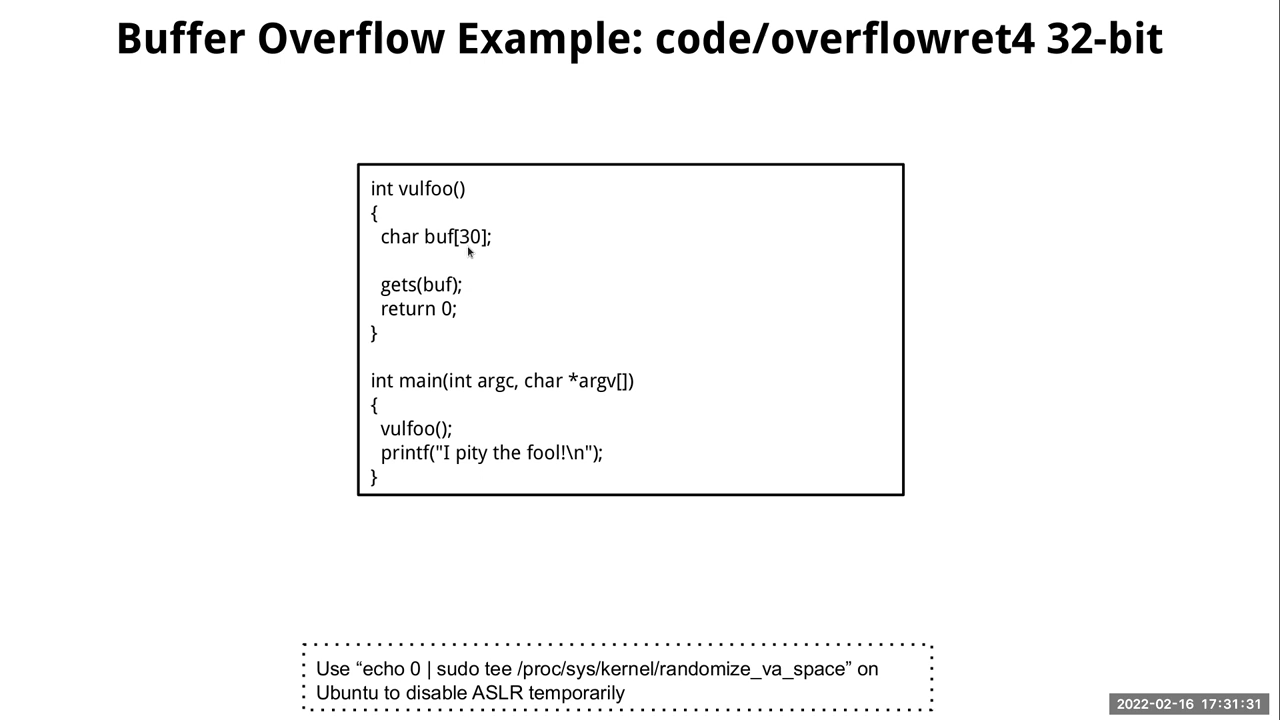 Buffer Overflow Example: code/overflowret4 32-bit
int vulfoo()
{
char buf[30];
gets(buf);
return 0;
}
int main(int argc, char *argv[])
{
vulfoo();
printf("I pity the fool!\n");
}
Use “echo 0 | sudo tee /proc/sys/kernel/randomize_va_space” on
Ubuntu to disable ASLR temporarily
2022-02-16 17:31:31